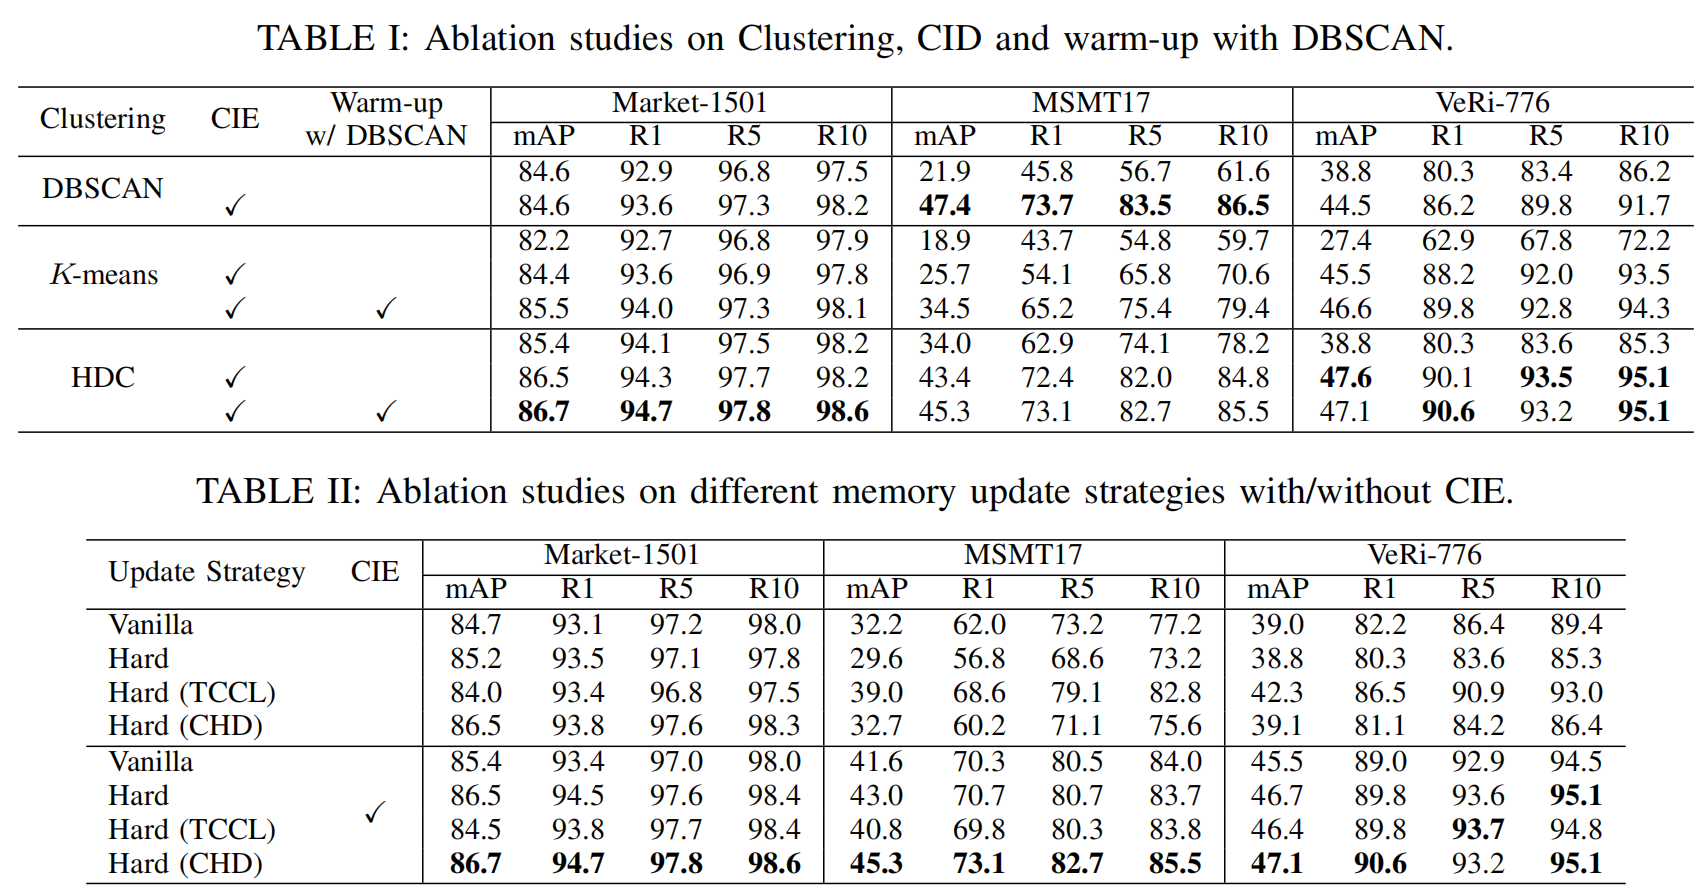 TABLE I: Ablation studies on Clustering, CID and warm-up with DBSCAN.
Clustering CIE Warm-up w/ DBSCAN Market-1501 MSMT17 VeRi-776
mAP R1 R5 R10 mAP R1 R5 R10 mAP R1 R5 R10
DBSCAN 84.6 92.9 96.8 97.5 21.9 45.8 56.7 61.6 38.8 80.3 83.4 86.2
✓ 84.6 93.6 97.3 98.2 47.4 73.7 83.5 86.5 44.5 86.2 89.8 91.7
K-means 82.2 92.7 96.8 97.9 18.9 43.7 54.8 59.7 27.4 62.9 67.8 72.2
✓ 84.4 93.6 96.9 97.8 25.7 54.1 65.8 70.6 45.5 88.2 92.0 93.5
✓ ✓ 85.5 94.0 97.3 98.1 34.5 65.2 75.4 79.4 46.6 89.8 92.8 94.3
HDC 85.4 94.1 97.5 98.2 34.0 62.9 74.1 78.2 38.8 80.3 83.6 85.3
✓ 86.5 94.3 97.7 98.2 43.4 72.4 82.0 84.8 47.6 90.1 93.5 95.1
✓ ✓ 86.7 94.7 97.8 98.6 45.3 73.1 82.7 85.5 47.1 90.6 93.2 95.1
TABLE II: Ablation studies on different memory update strategies with/without CIE.
Update Strategy CIE Market-1501 MSMT17 VeRi-776
mAP R1 R5 R10 mAP R1 R5 R10 mAP R1 R5 R10
Vanilla 84.7 93.1 97.2 98.0 32.2 62.0 73.2 77.2 39.0 82.2 86.4 89.4
Hard 85.2 93.5 97.1 97.8 29.6 56.8 68.6 73.2 38.8 80.3 83.6 85.3
Hard (TCCL) 84.0 93.4 96.8 97.5 39.0 68.6 79.1 82.8 42.3 86.5 90.9 93.0
Hard (CHD) 86.5 93.8 97.6 98.3 32.7 60.2 71.1 75.6 39.1 81.1 84.2 86.4
Vanilla 85.4 93.4 97.0 98.0 41.6 70.3 80.5 84.0 45.5 89.0 92.9 94.5
Hard ✓ 86.5 94.5 97.6 98.4 43.0 70.7 80.7 83.7 46.7 89.8 93.6 95.1
Hard (TCCL) 84.5 93.8 97.7 98.4 40.8 69.8 80.3 83.8 46.4 89.8 93.7 94.8
Hard (CHD) 86.7 94.7 97.8 98.6 45.3 73.1 82.7 85.5 47.1 90.6 93.2 95.1